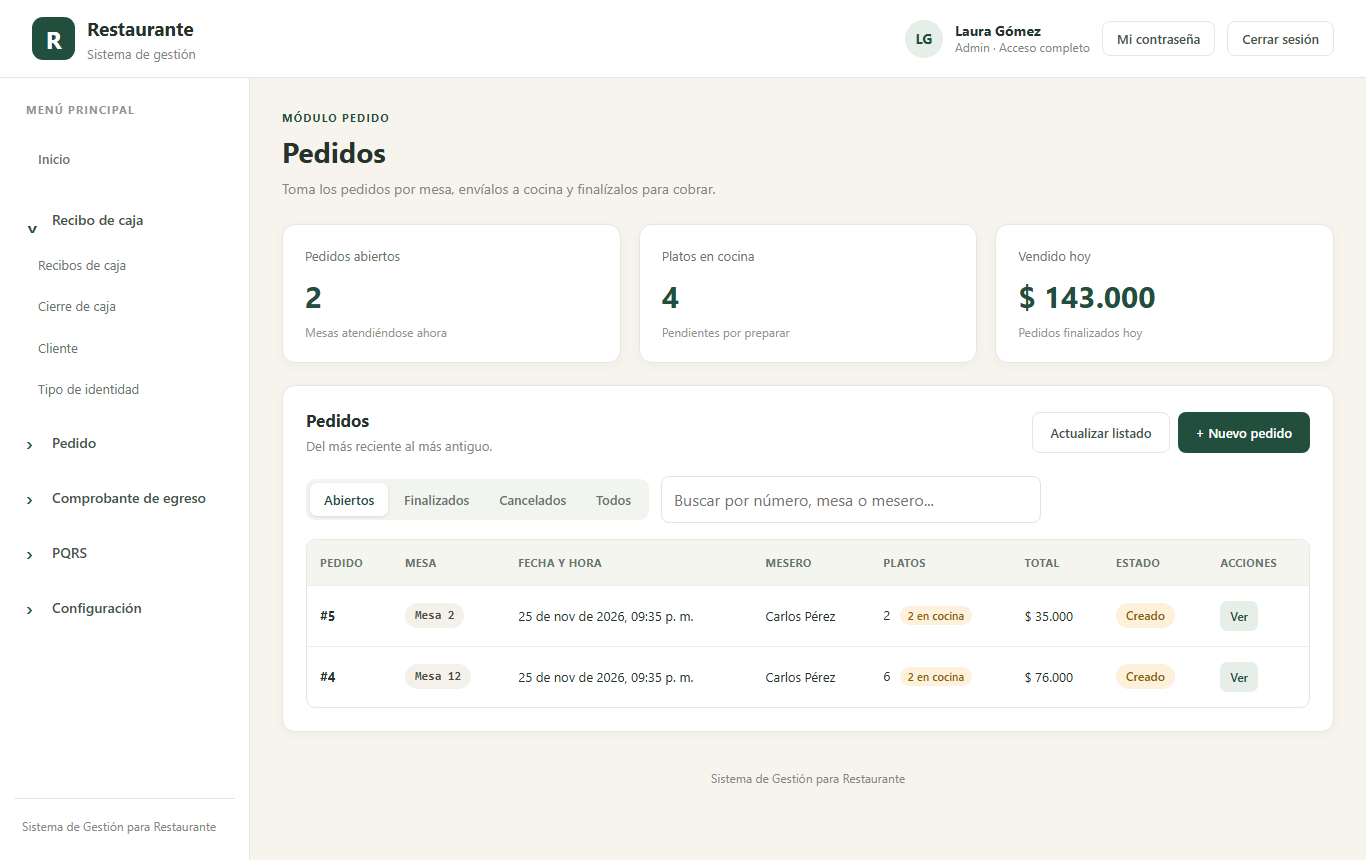 R
Restaurante
Sistema de gestión
LG
Laura Gómez
Admin · Acceso completo
Mi contraseña
Cerrar sesión
MENÚ PRINCIPAL
Inicio
Recibo de caja
Recibos de caja
Cierre de caja
Cliente
Tipo de identidad
Pedido
Comprobante de egreso
PQRS
Configuración
Sistema de Gestión para Restaurante
MÓDULO PEDIDO
Pedidos
Toma los pedidos por mesa, envíalos a cocina y finalízalos para cobrar.
Pedidos abiertos
2
Mesas atendiéndose ahora
Platos en cocina
4
Pendientes por preparar
Vendido hoy
$ 143.000
Pedidos finalizados hoy
Pedidos
Del más reciente al más antiguo.
Actualizar listado
+ Nuevo pedido
Abiertos Finalizados Cancelados Todos
Buscar por número, mesa o mesero...
PEDIDO MESA FECHA Y HORA MESERO PLATOS TOTAL ESTADO ACCIONES
#5 Mesa 2 25 de nov de 2026, 09:35 p. m. Carlos Pérez 2 2 en cocina $ 35.000 Creado Ver
#4 Mesa 12 25 de nov de 2026, 09:35 p. m. Carlos Pérez 6 2 en cocina $ 76.000 Creado Ver
Sistema de Gestión para Restaurante